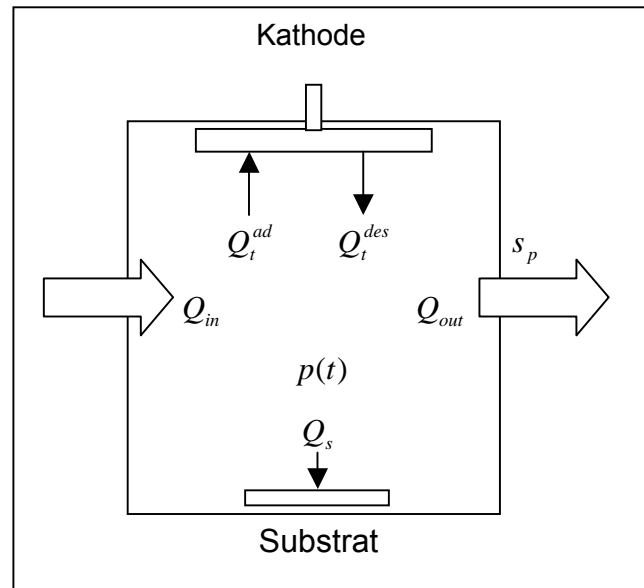 Kathode
Q_t^{ad} Q_t^{des}
s_p
Q_{in} Q_{out}
p(t)
Q_s
Substrat